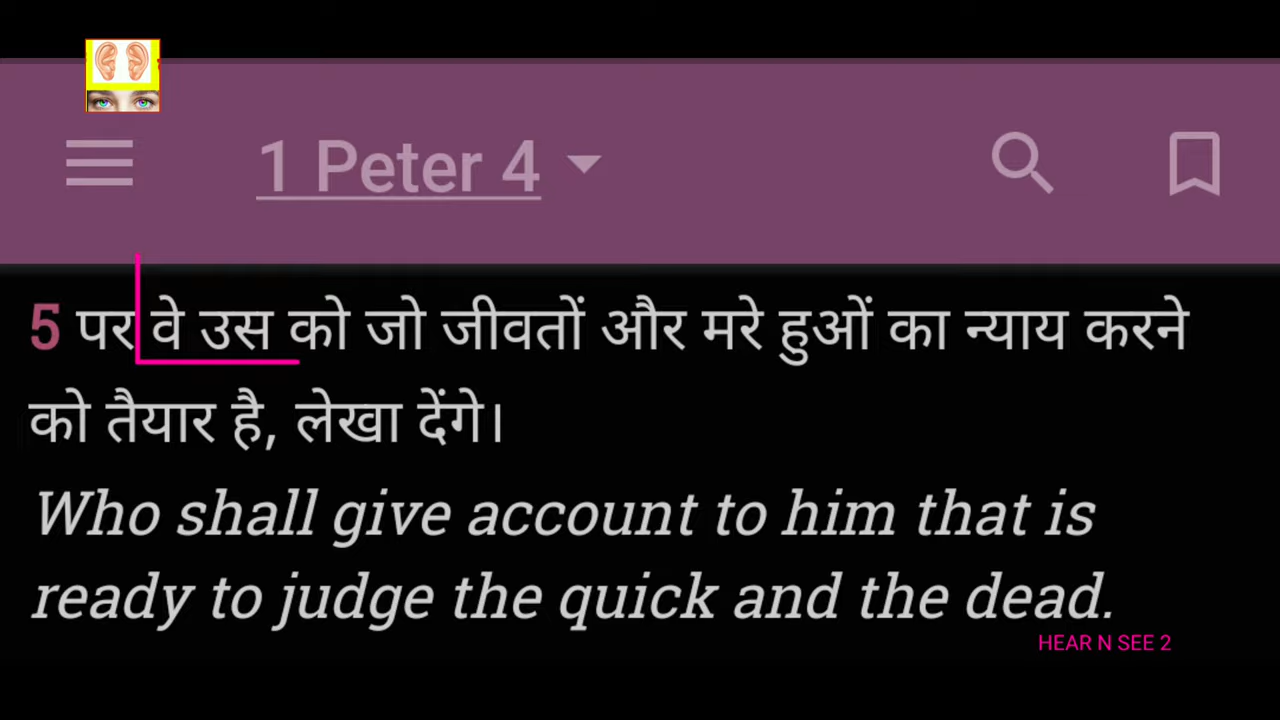 1 Peter 4
5 पर वे उस को जो जीवतों और मरे हुओं का न्याय करने
को तैयार है, लेखा देंगे।
Who shall give account to him that is
ready to judge the quick and the dead.
HEAR N SEE 2